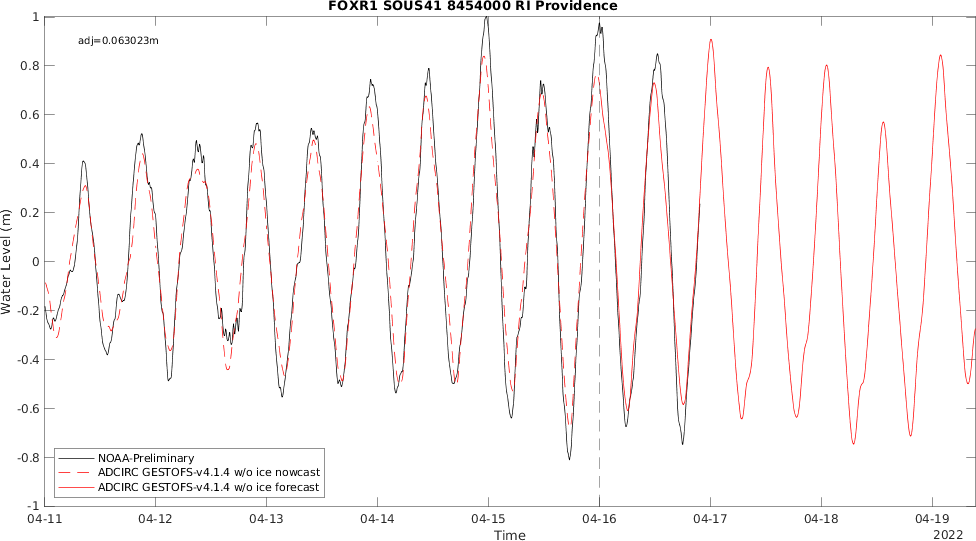 FOXR1 SOUS41 8454000 RI Providence
adj=0.063023m
1
0.8
0.6
0.4
0.2
0
-0.2
-0.4
-0.6
-0.8
-1
Water Level (m)
NOAA-Preliminary
ADCIRC GESTOFS-v4.1.4 w/o ice nowcast
ADCIRC GESTOFS-v4.1.4 w/o ice forecast
04-11 04-12 04-13 04-14 04-15 04-16 04-17 04-18 04-19
Time
2022